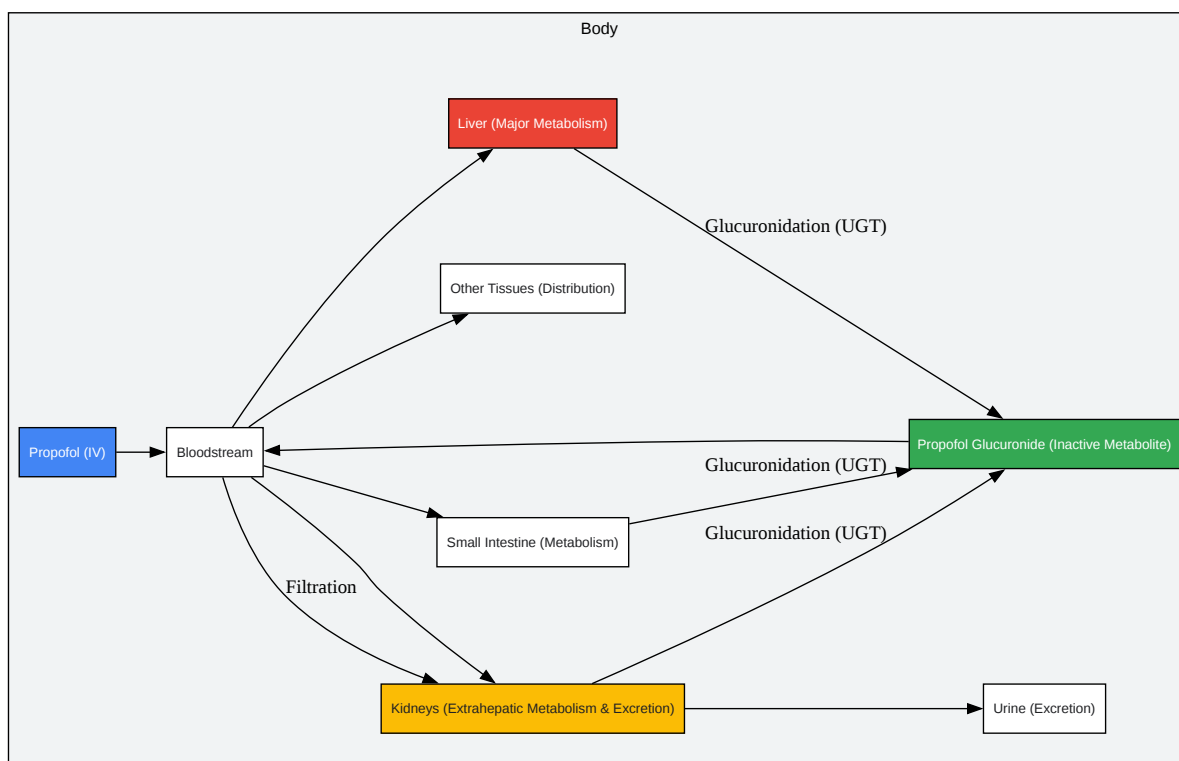 Body
Liver (Major Metabolism)
Glucuronidation (UGT)
Other Tissues (Distribution)
Propofol (IV)
Bloodstream
Propofol Glucuronide (Inactive Metabolite)
Glucuronidation (UGT)
Small Intestine (Metabolism)
Glucuronidation (UGT)
Filtration
Kidneys (Extrahepatic Metabolism & Excretion)
Urine (Excretion)